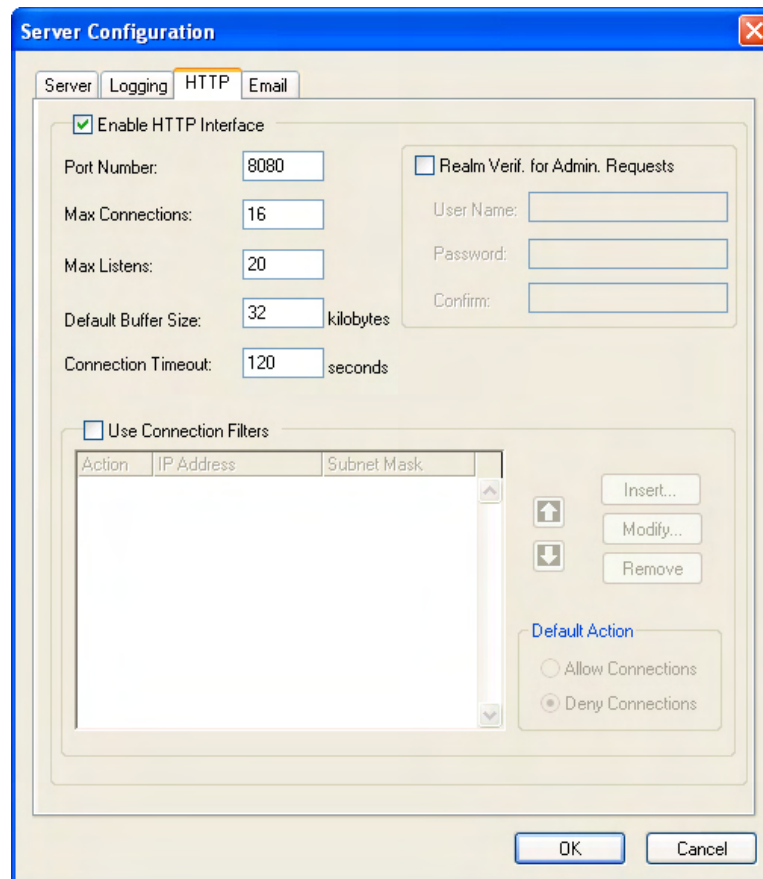 Server Configuration
Server Logging HTTP Email
Enable HTTP Interface
Port Number: 8080
Max Connections: 16
Max Listens: 20
Default Buffer Size: 32 kilobytes
Connection Timeout: 120 seconds
Realm Verif. for Admin. Requests
User Name:
Password:
Confirm:
Use Connection Filters
Action IP Address Subnet Mask
Insert...
Modify...
Remove
Default Action
Allow Connections
Deny Connections
OK Cancel